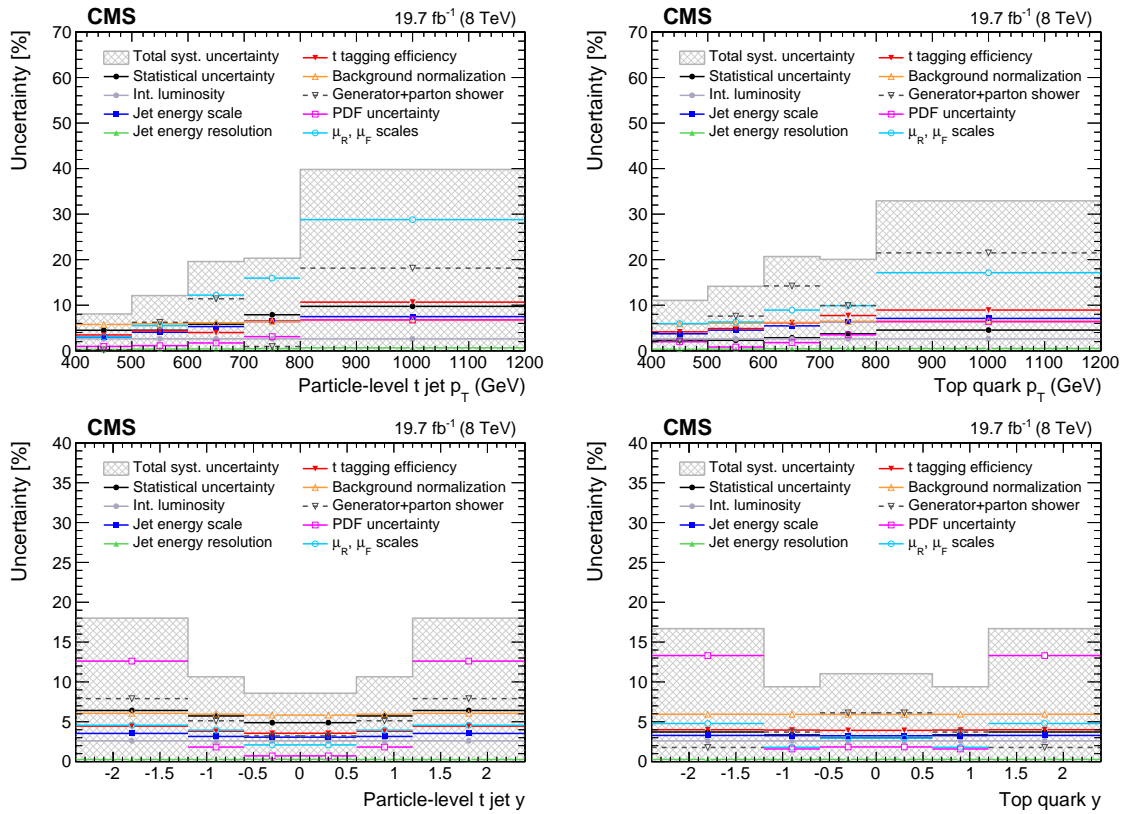 CMS 19.7 fb⁻¹ (8 TeV)
Uncertainty [%]
70
60
50
40
30
20
10
0
Total syst. uncertainty
Statistical uncertainty
Int. luminosity
Jet energy scale
Jet energy resolution
t tagging efficiency
Background normalization
Generator+parton shower
PDF uncertainty
μ_R, μ_F scales
400 500 600 700 800 900 1000 1100 1200
Particle-level t jet p_T (GeV)
CMS 19.7 fb⁻¹ (8 TeV)
Uncertainty [%]
70
60
50
40
30
20
10
0
Total syst. uncertainty
Statistical uncertainty
Int. luminosity
Jet energy scale
Jet energy resolution
t tagging efficiency
Background normalization
Generator+parton shower
PDF uncertainty
μ_R, μ_F scales
400 500 600 700 800 900 1000 1100 1200
Top quark p_T (GeV)
CMS 19.7 fb⁻¹ (8 TeV)
Uncertainty [%]
40
35
30
25
20
15
10
5
0
Total syst. uncertainty
Statistical uncertainty
Int. luminosity
Jet energy scale
Jet energy resolution
t tagging efficiency
Background normalization
Generator+parton shower
PDF uncertainty
μ_R, μ_F scales
-2 -1.5 -1 -0.5 0 0.5 1 1.5 2
Particle-level t jet y
CMS 19.7 fb⁻¹ (8 TeV)
Uncertainty [%]
40
35
30
25
20
15
10
5
0
Total syst. uncertainty
Statistical uncertainty
Int. luminosity
Jet energy scale
Jet energy resolution
t tagging efficiency
Background normalization
Generator+parton shower
PDF uncertainty
μ_R, μ_F scales
-2 -1.5 -1 -0.5 0 0.5 1 1.5 2
Top quark y